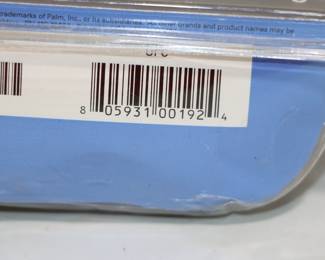 trademarks of Palm, Inc., or its subsidiaries. All other brands and product names may be
UPC
8 05931 00192 4